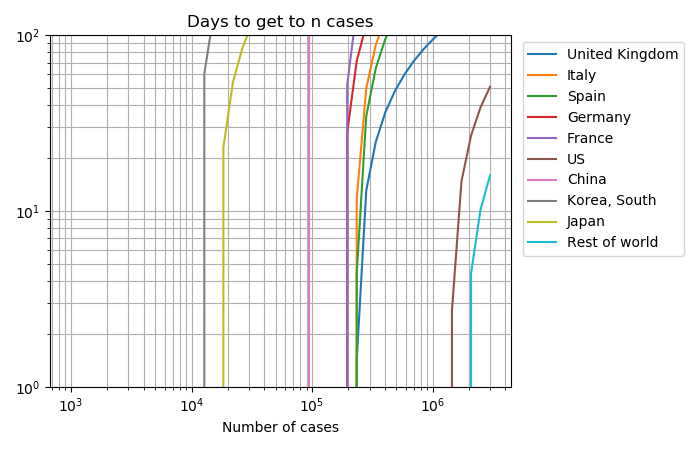 Days to get to n cases
10²
10¹
10⁰
10³
10⁴
10⁵
10⁶
Number of cases
United Kingdom
Italy
Spain
Germany
France
US
China
Korea, South
Japan
Rest of world